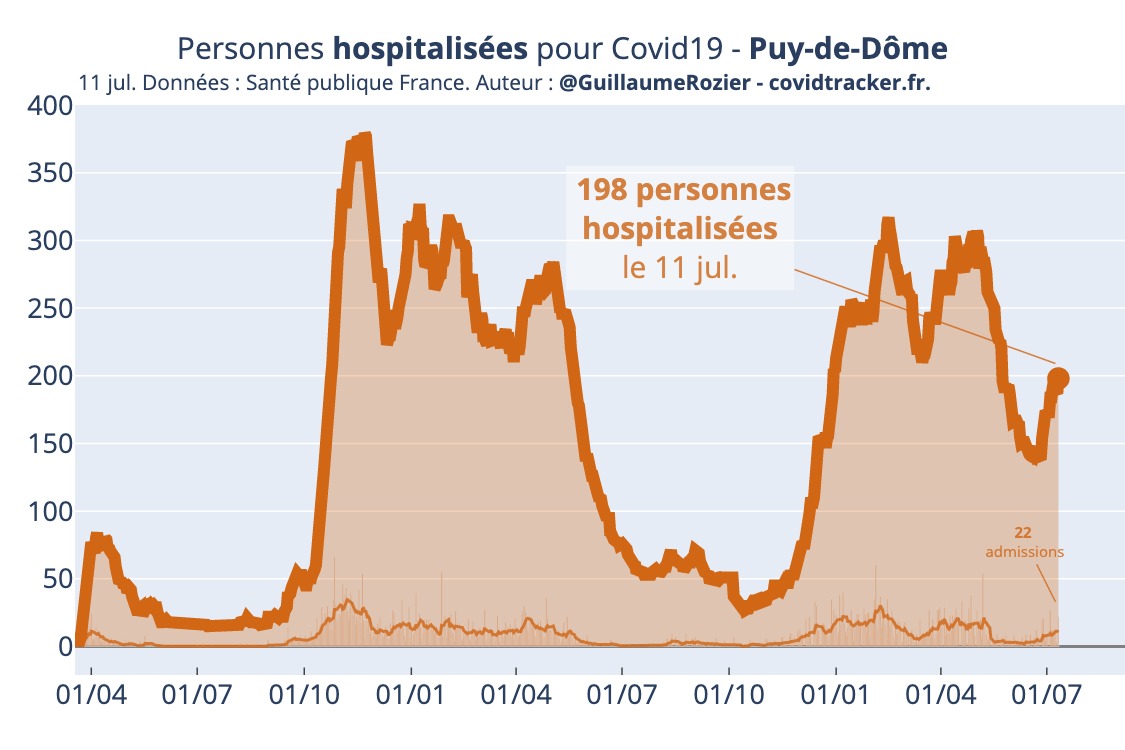 Personnes hospitalisées pour Covid19 - Puy-de-Dôme
11 jul. Données : Santé publique France. Auteur : @GuillaumeRozier - covidtracker.fr.
400
350
300
250
200
150
100
50
0
198 personnes
hospitalisées
le 11 jul.
22
admissions
01/04 01/07 01/10 01/01 01/04 01/07 01/10 01/01 01/04 01/07